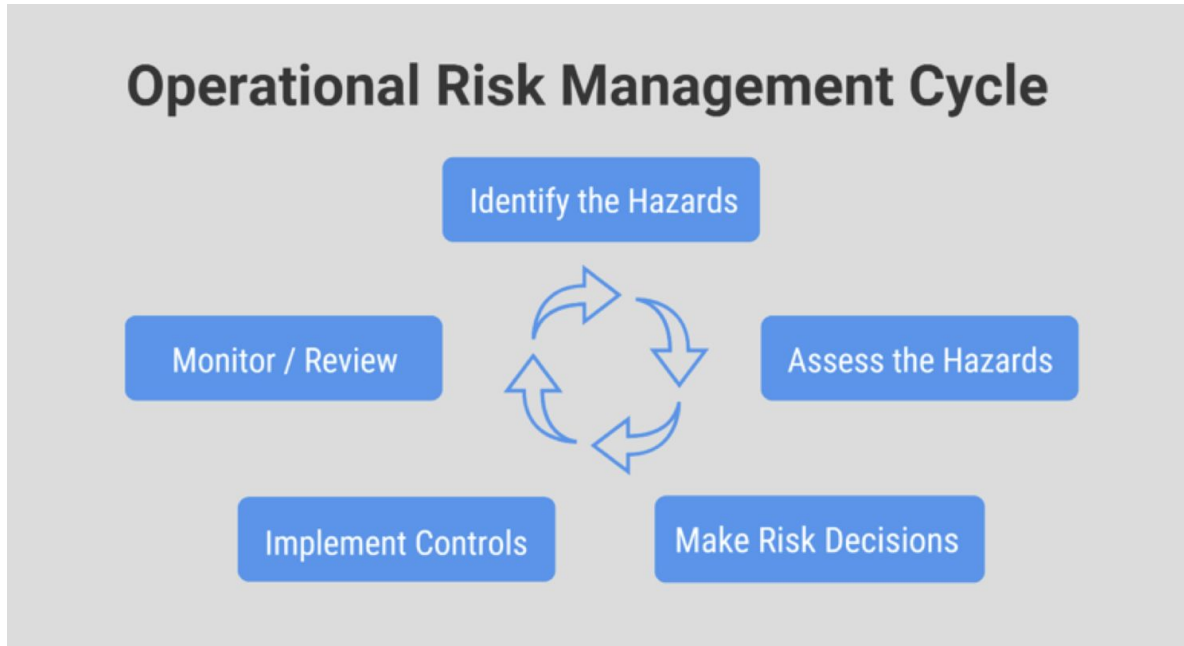 Operational Risk Management Cycle
Identify the Hazards
Monitor / Review
Assess the Hazards
Implement Controls
Make Risk Decisions